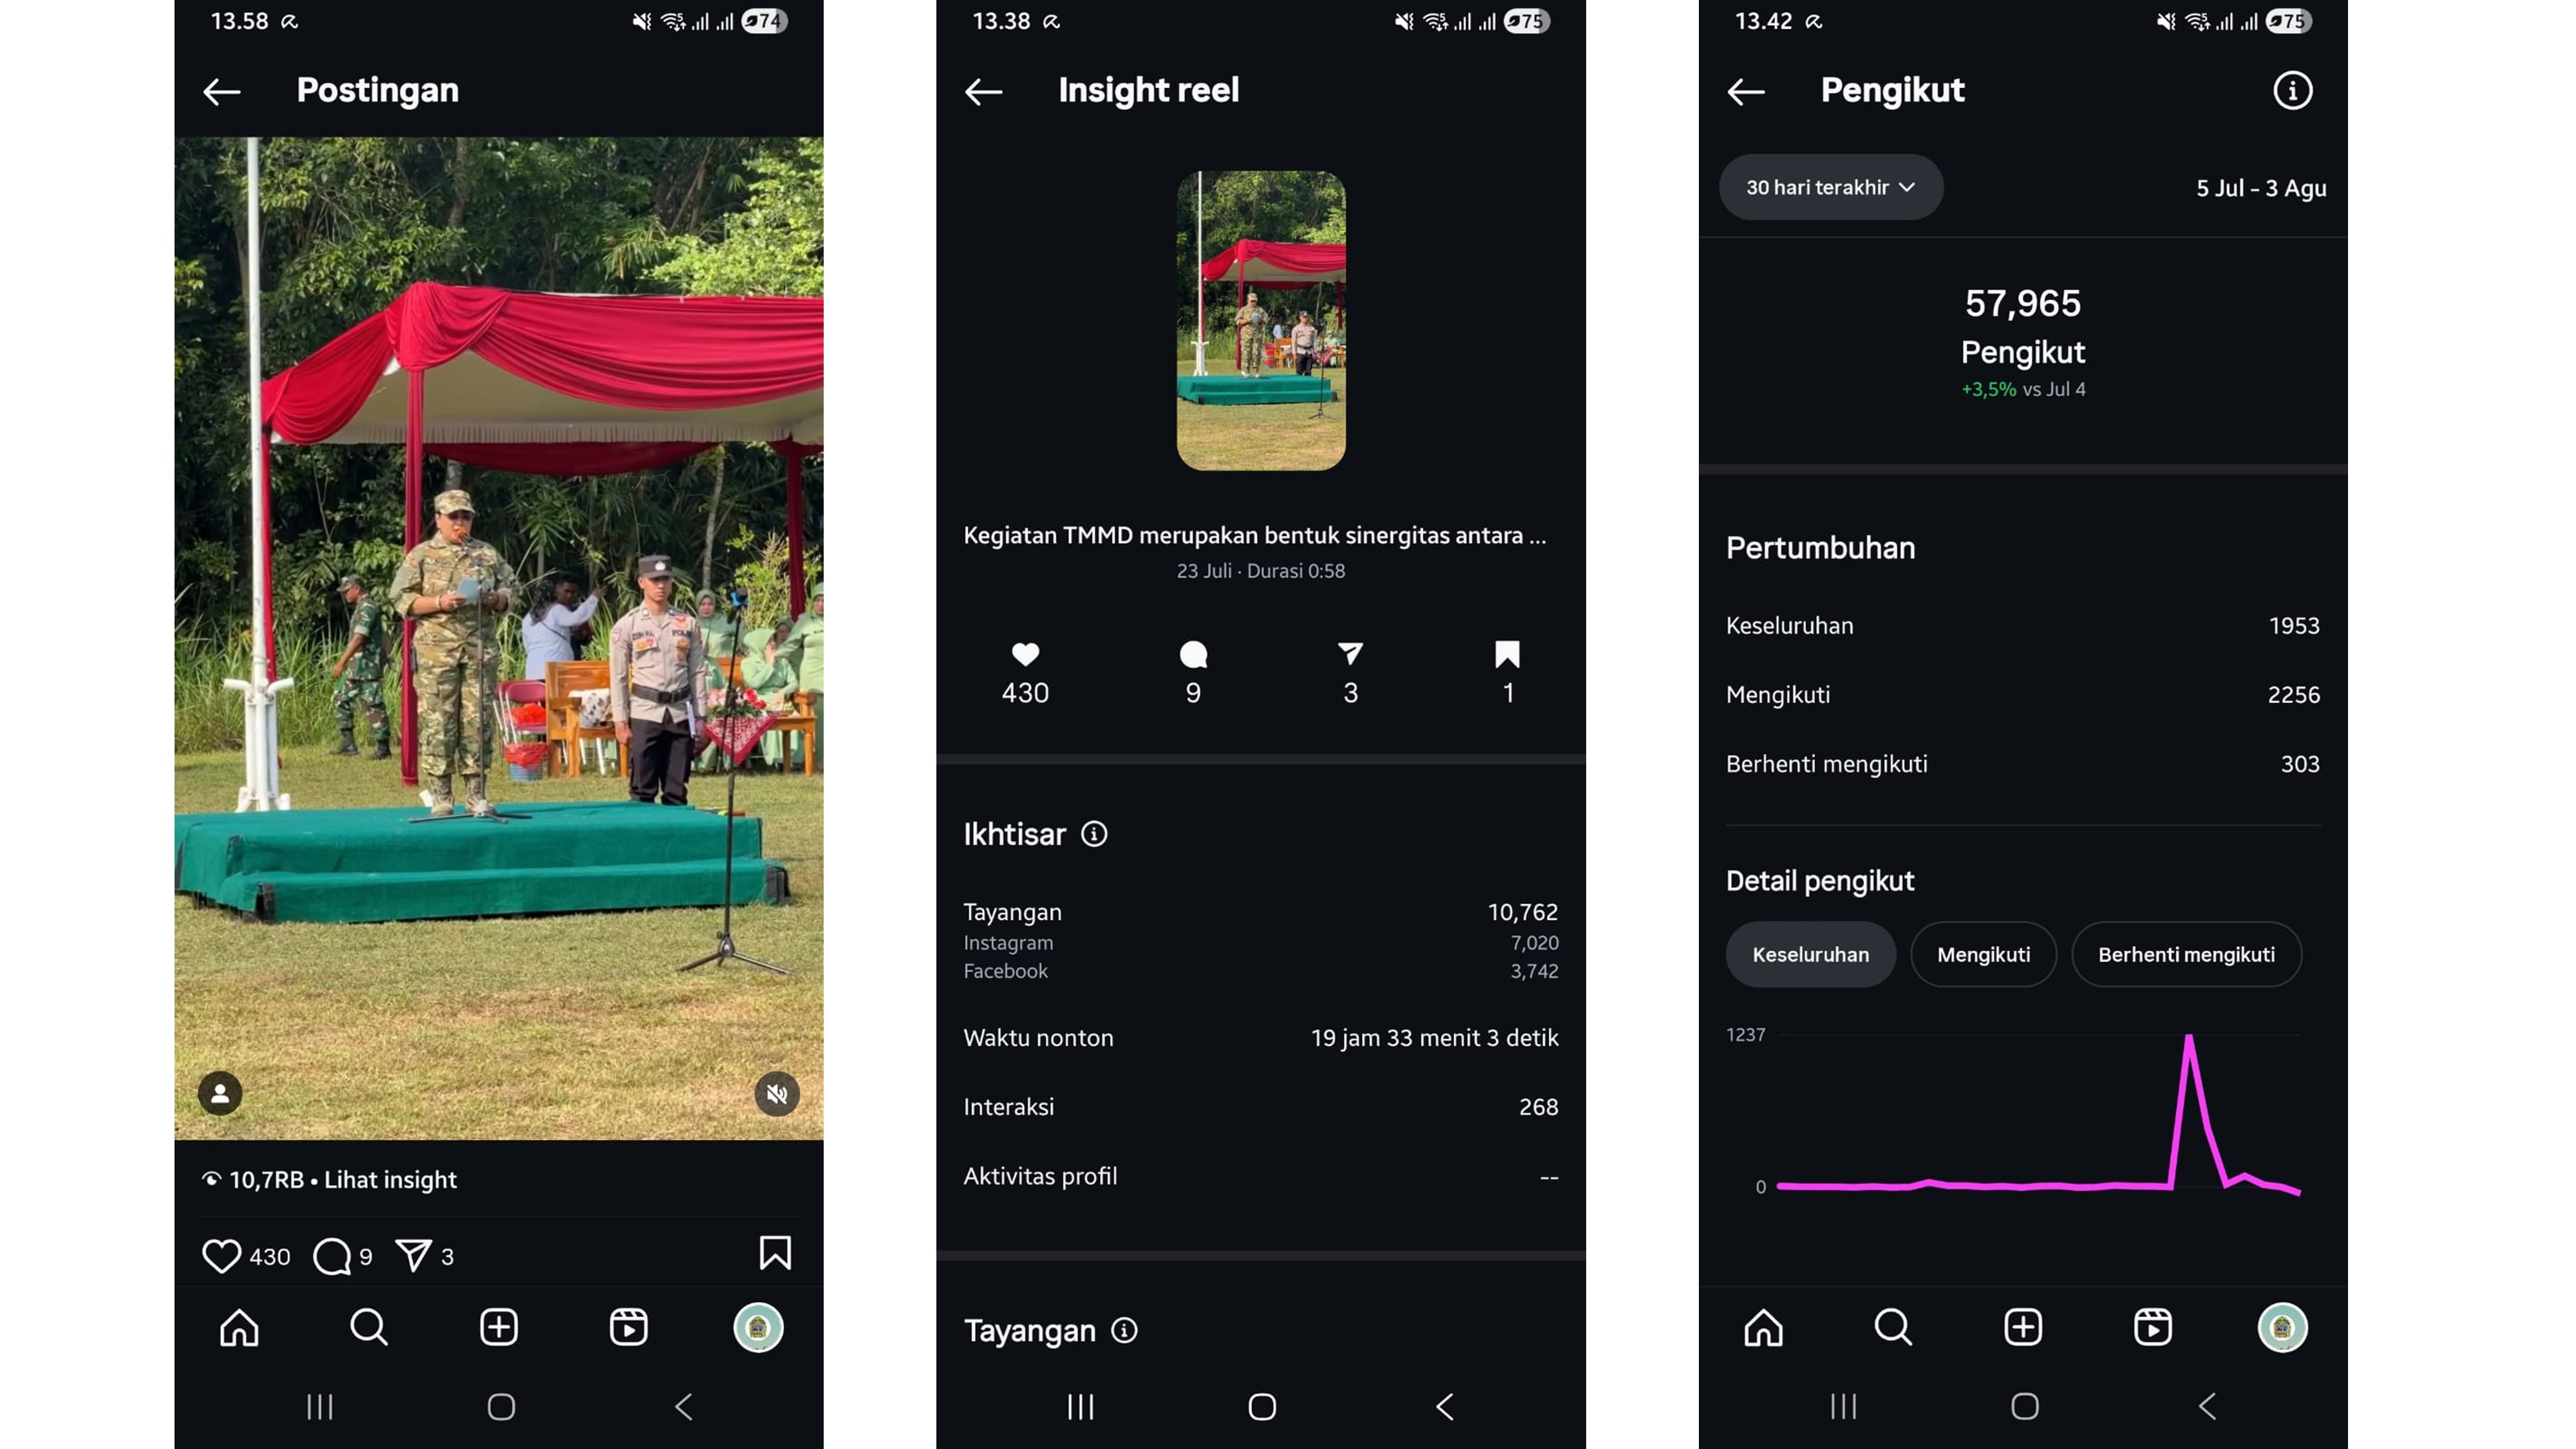 13.58
74
Postingan
10,7RB • Lihat insight
430
9
3
13.38
75
Insight reel
Kegiatan TMMD merupakan bentuk sinergitas antara ...
23 Juli · Durasi 0:58
430
9
3
1
Ikhtisar
Tayangan 10,762
Instagram 7,020
Facebook 3,742
Waktu nonton 19 jam 33 menit 3 detik
Interaksi 268
Aktivitas profil --
Tayangan
13.42
75
Pengikut
30 hari terakhir
5 Jul – 3 Agu
57,965
Pengikut
+3,5% vs Jul 4
Pertumbuhan
Keseluruhan 1953
Mengikuti 2256
Berhenti mengikuti 303
Detail pengikut
Keseluruhan
Mengikuti
Berhenti mengikuti
1237
0